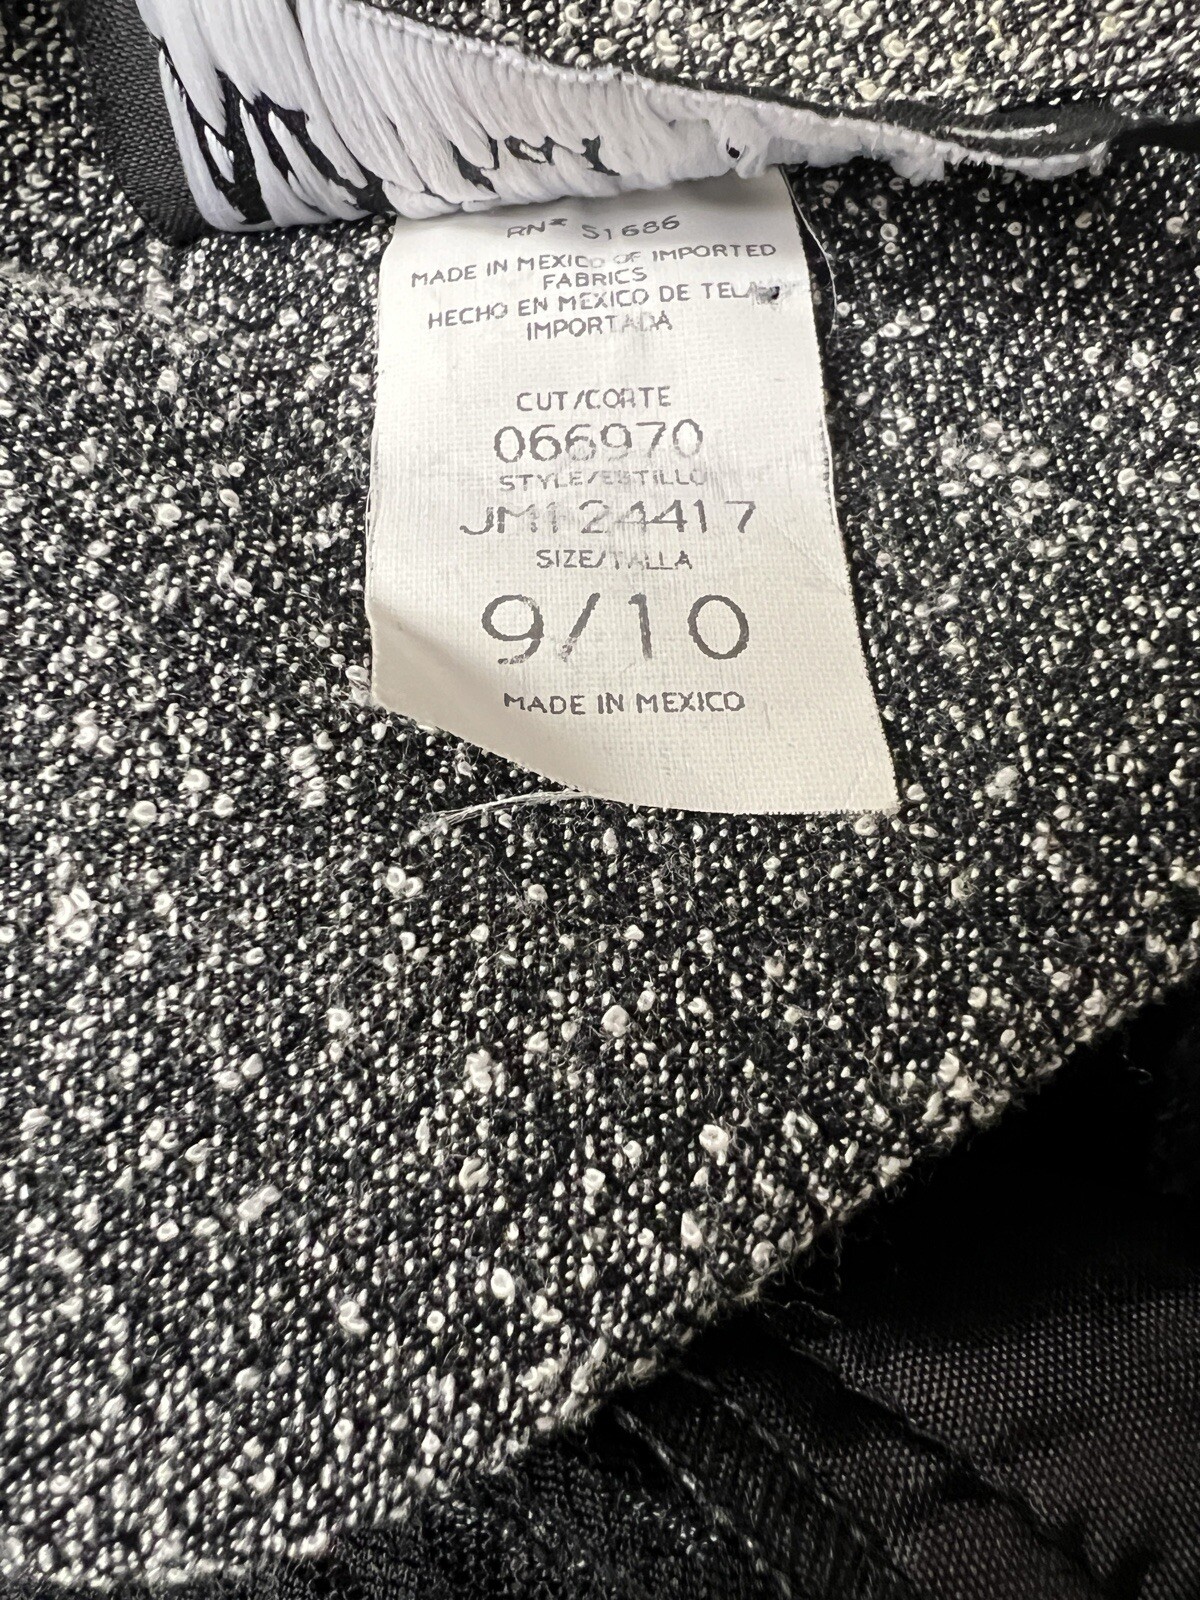 RN# 51686
MADE IN MEXICO OF IMPORTED
FABRICS
HECHO EN MEXICO DE TELA
IMPORTADA
CUT/CORTE
066970
STYLE/ESTILLO
JM124417
SIZE/TALLA
9/10
MADE IN MEXICO